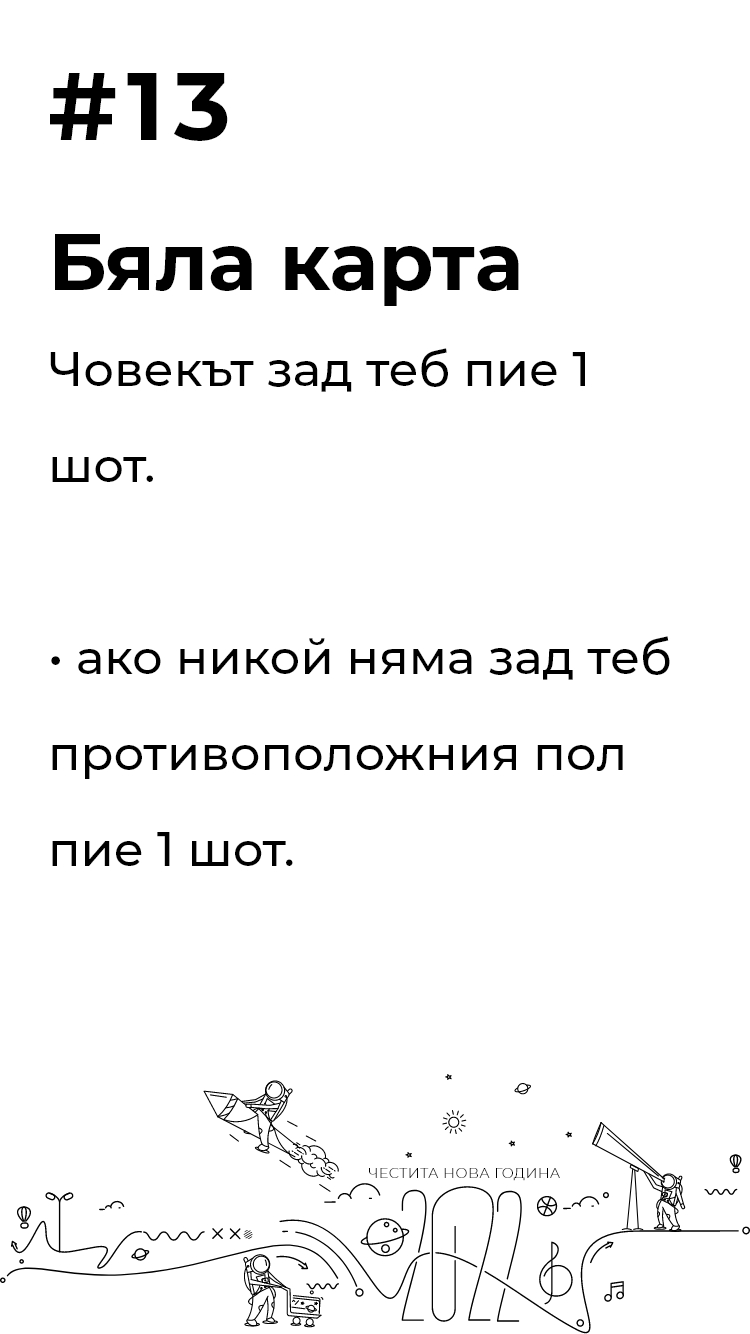 #13
Бяла карта
Човекът зад теб пие 1
шот.
• ако никой няма зад теб
противоположния пол
пие 1 шот.
ЧЕСТИТА НОВА ГОДИНА